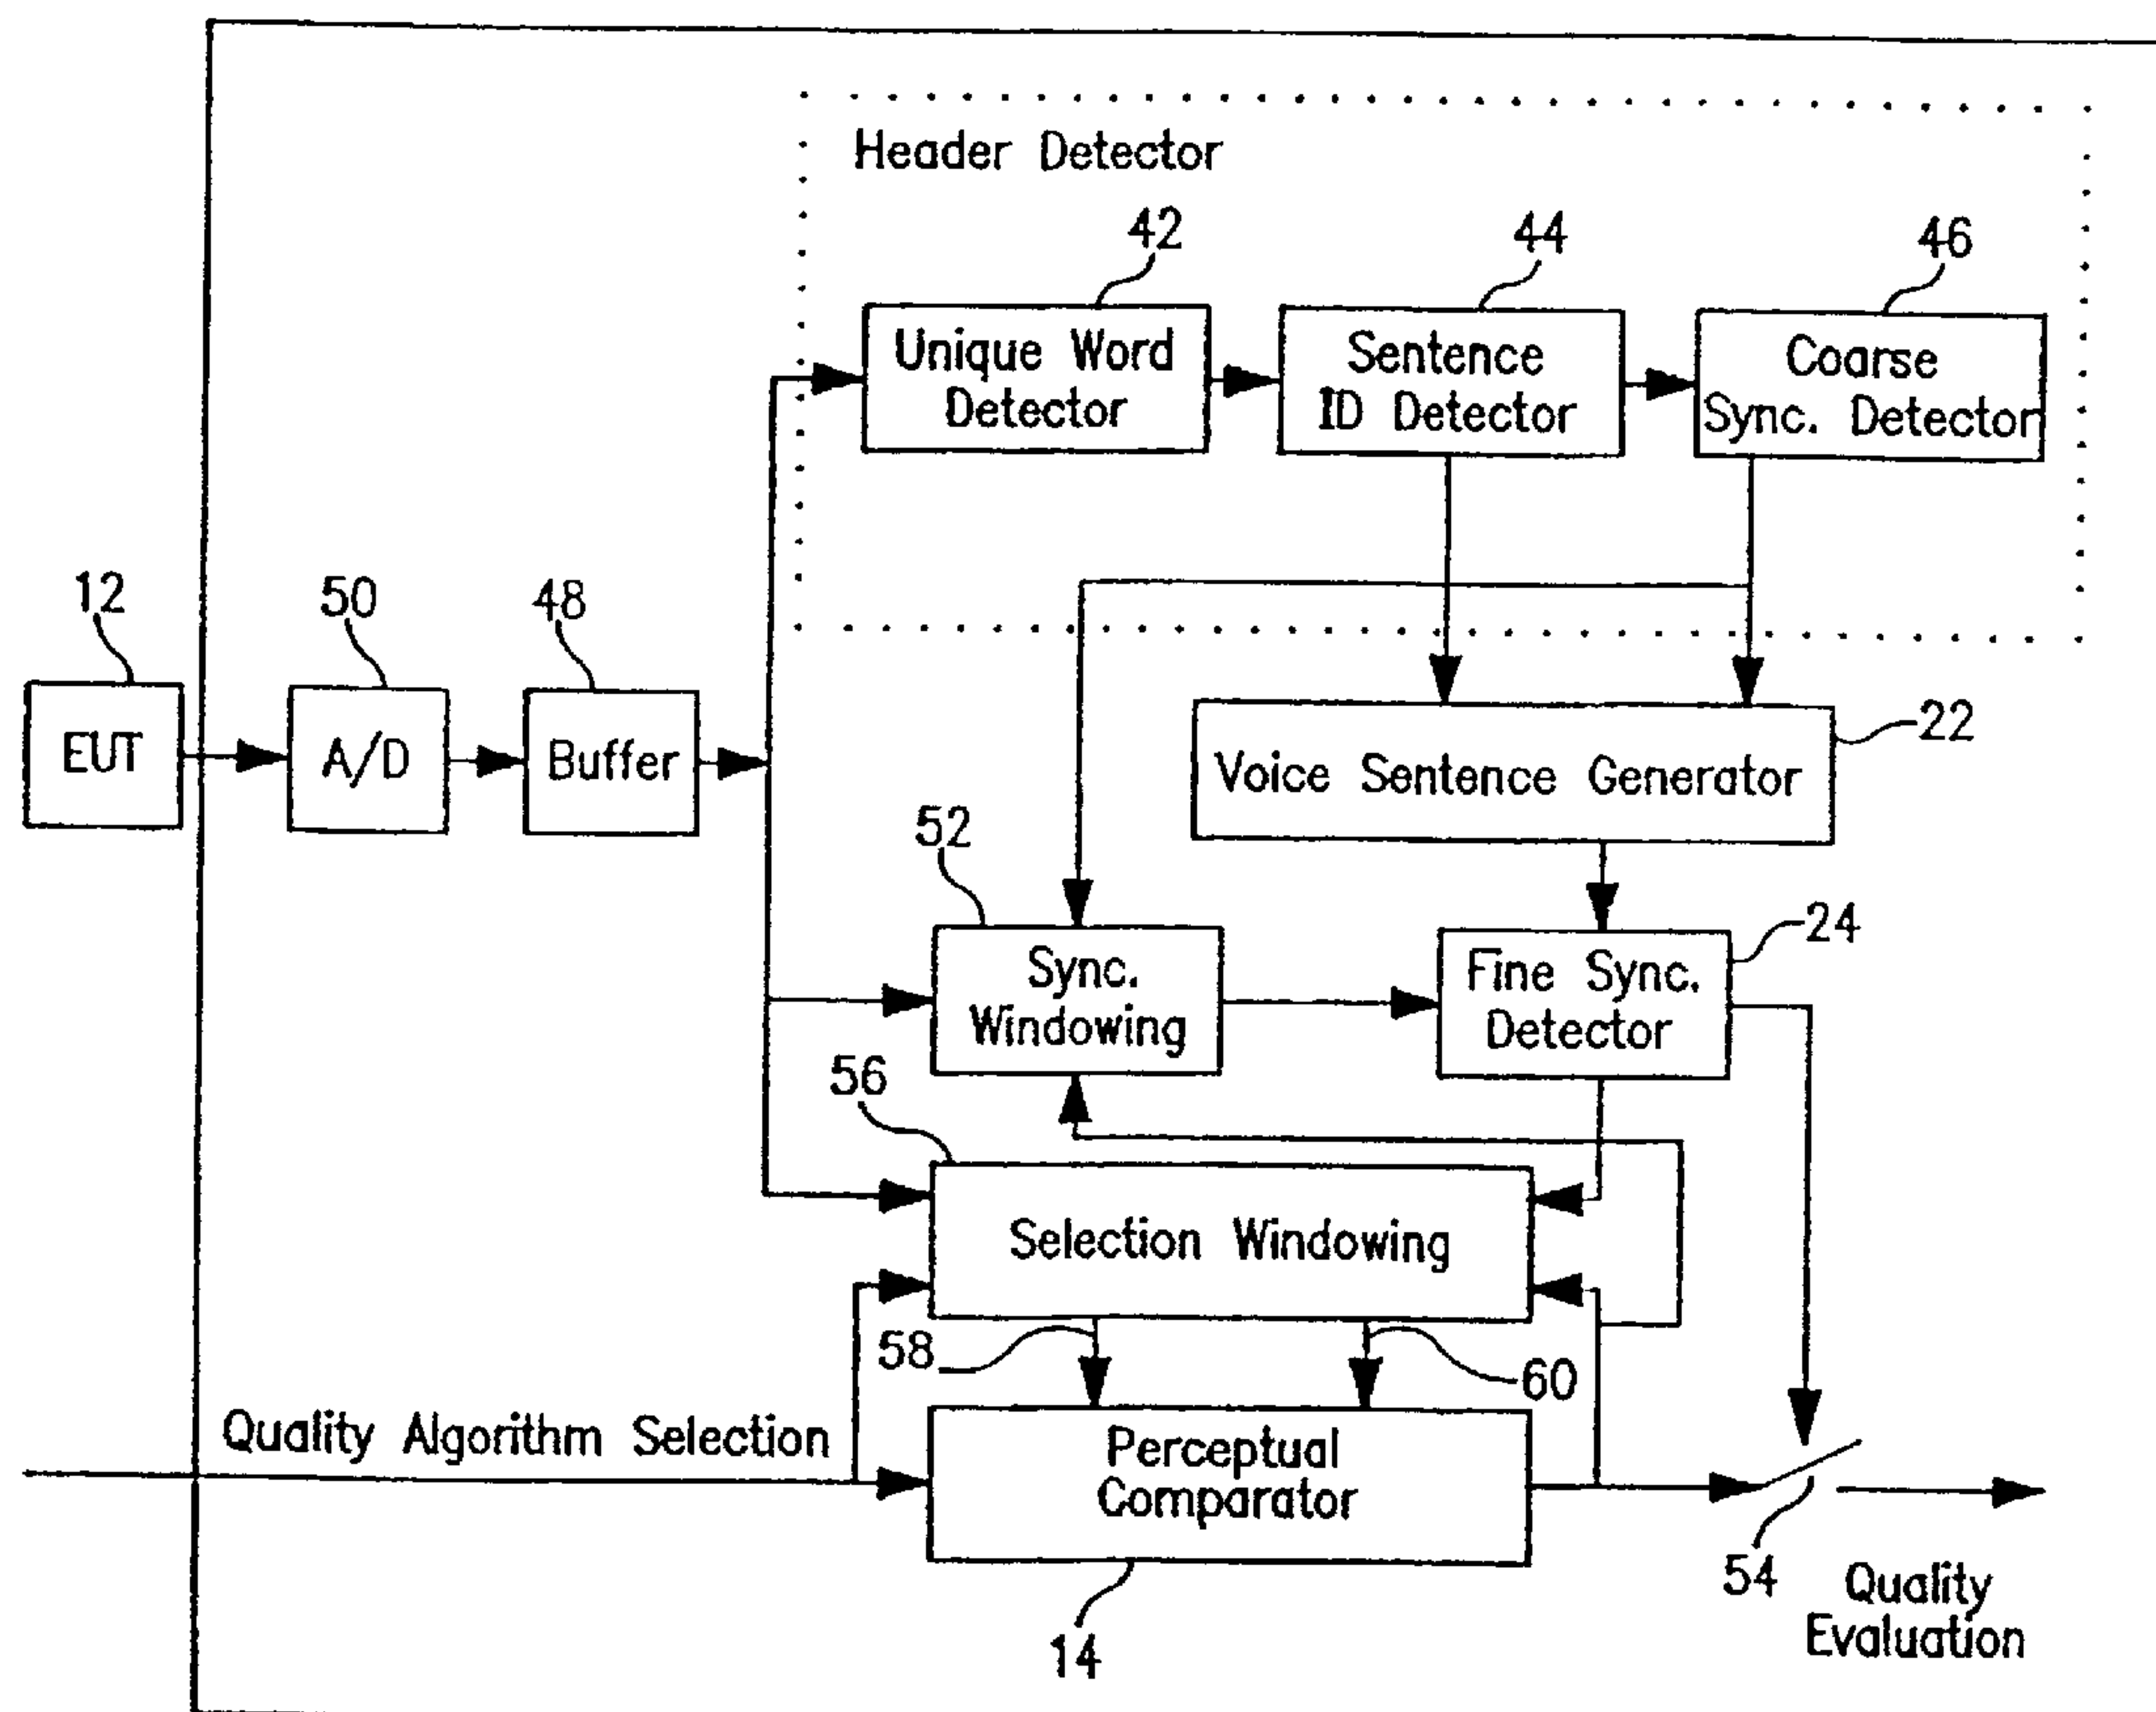 Header Detector
42
44
46
Unique Word
Detector
Sentence
ID Detector
Coarse
Sync. Detector
12
50
48
EUT
A/D
Buffer
22
Voice Sentence Generator
52
24
Sync.
Windowing
Fine Sync.
Detector
56
Selection Windowing
58
60
Quality Algorithm Selection
Perceptual
Comparator
54
Quality
Evaluation
14